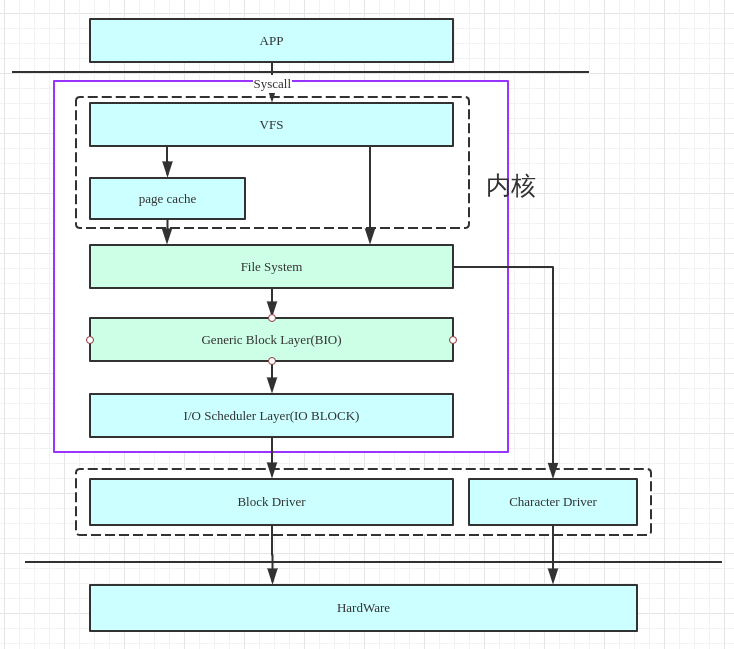 APP
Syscall
VFS
内核
page cache
File System
Generic Block Layer(BIO)
I/O Scheduler Layer(IO BLOCK)
Block Driver
Character Driver
HardWare